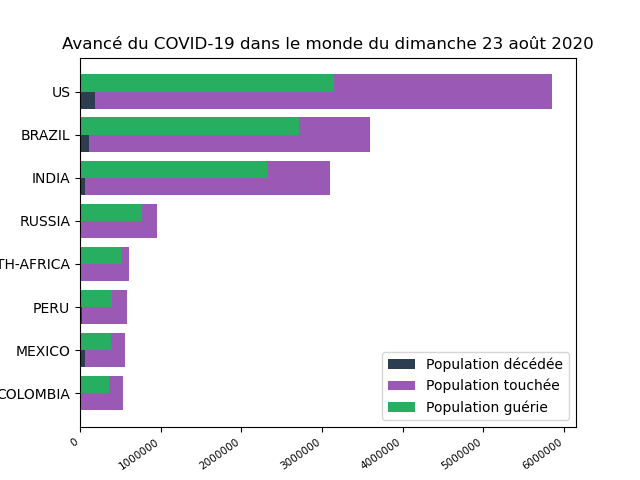 Avancé du COVID-19 dans le monde du dimanche 23 août 2020
US
BRAZIL
INDIA
RUSSIA
TH-AFRICA
PERU
MEXICO
COLOMBIA
Population décédée
Population touchée
Population guérie
0
1000000
2000000
3000000
4000000
5000000
6000000